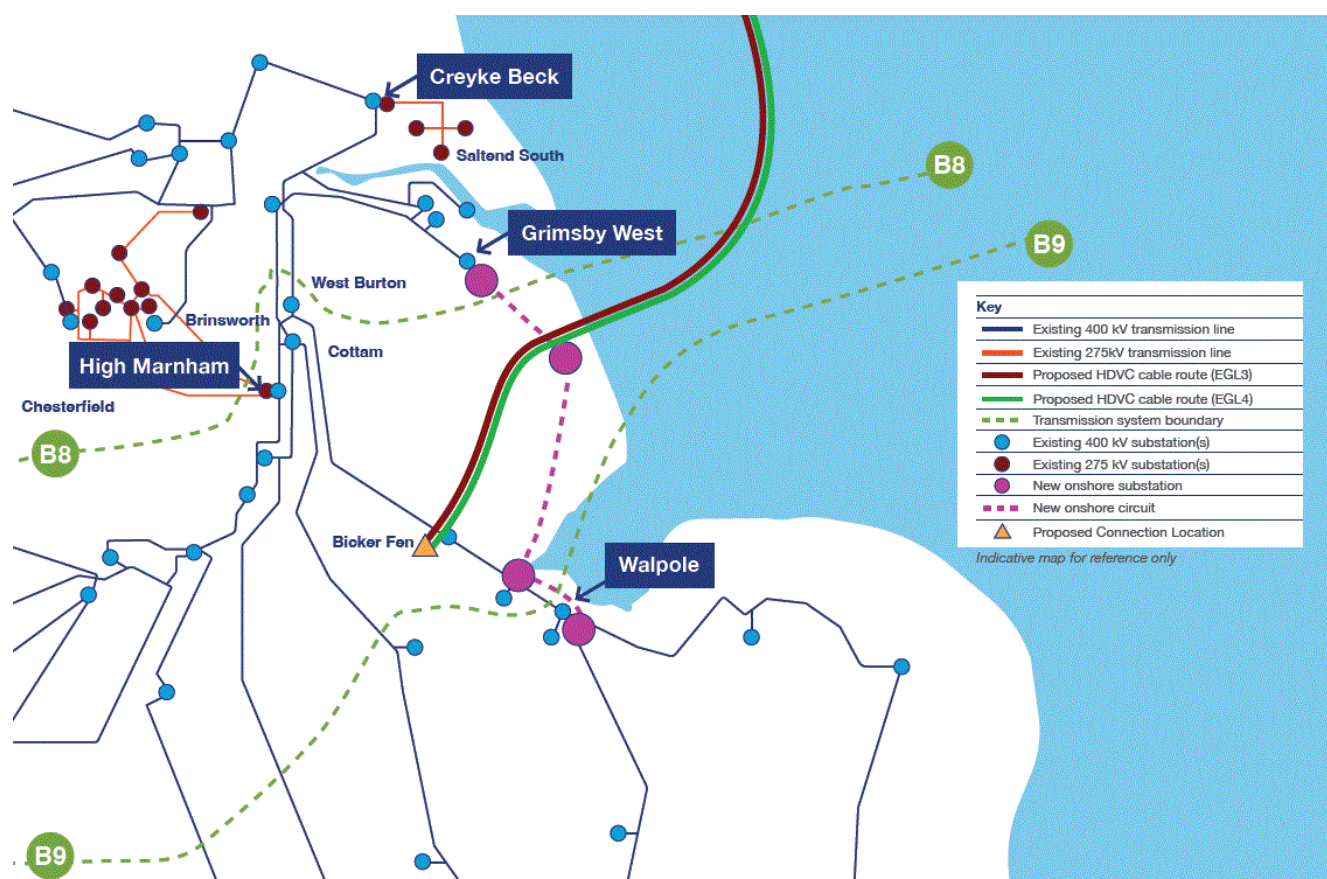 Creyke Beck
Saltend South
B8
Grimsby West
B9
West Burton
Brinsworth
Cottam
High Marnham
Chesterfield
B8
Key
Existing 400 kV transmission line
Existing 275kV transmission line
Proposed HDVC cable route (EGL3)
Proposed HDVC cable route (EGL4)
Transmission system boundary
Existing 400 kV substation(s)
Existing 275 kV substation(s)
New onshore substation
New onshore circuit
Proposed Connection Location
Indicative map for reference only
Bicker Fen
Walpole
B9